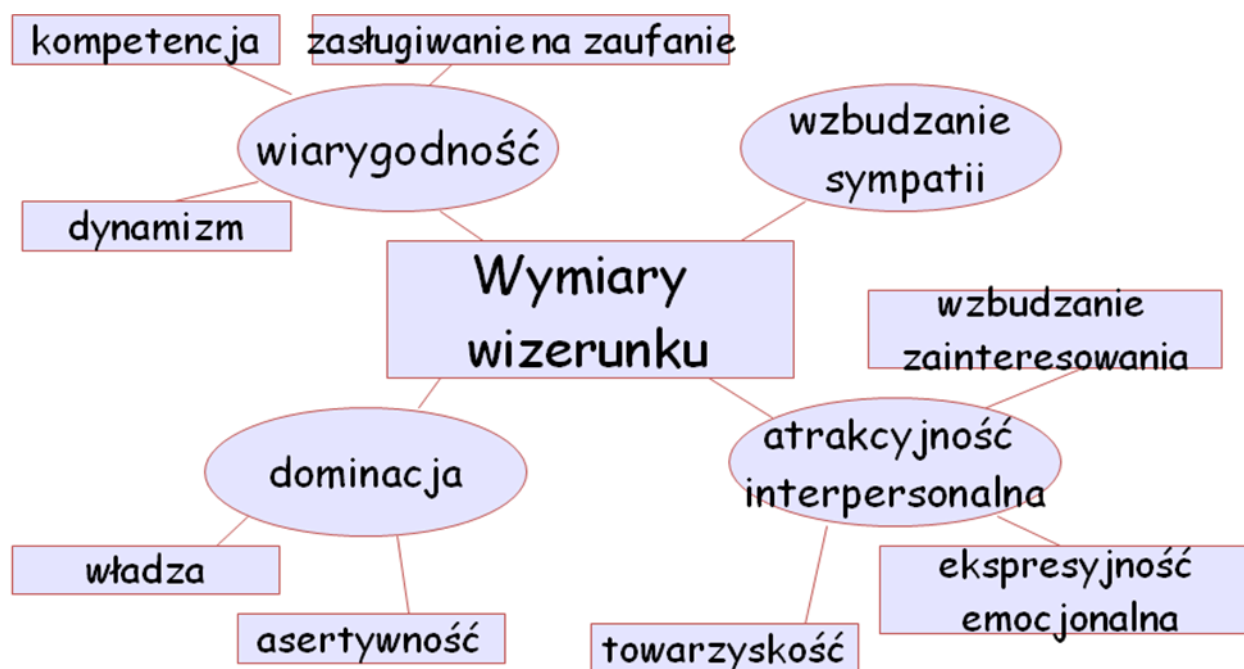 kompetencja
zasługiwanie na zaufanie
wiarygodność
wzbudzanie
sympatii
dynamizm
Wymiary
wizerunku
wzbudzanie
zainteresowania
dominacja
atrakcyjność
interpersonalna
władza
asertywność
towarzyskość
ekspresyjność
emocjonalna